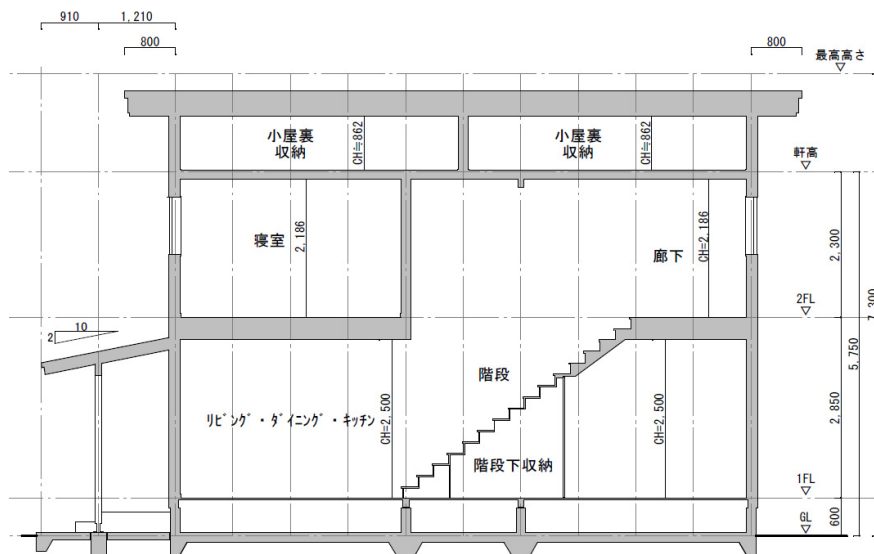 910
1,210
800
800
最高高さ
小屋裏
収納
CH≒862
小屋裏
収納
CH≒862
軒高
寝室
2,186
廊下
CH=2,186
2,300
2FL
10
2
5,750
7,300
階段
リビング・ダイニング・キッチン
CH=2,500
CH=2,500
2,850
階段下収納
1FL
600
GL